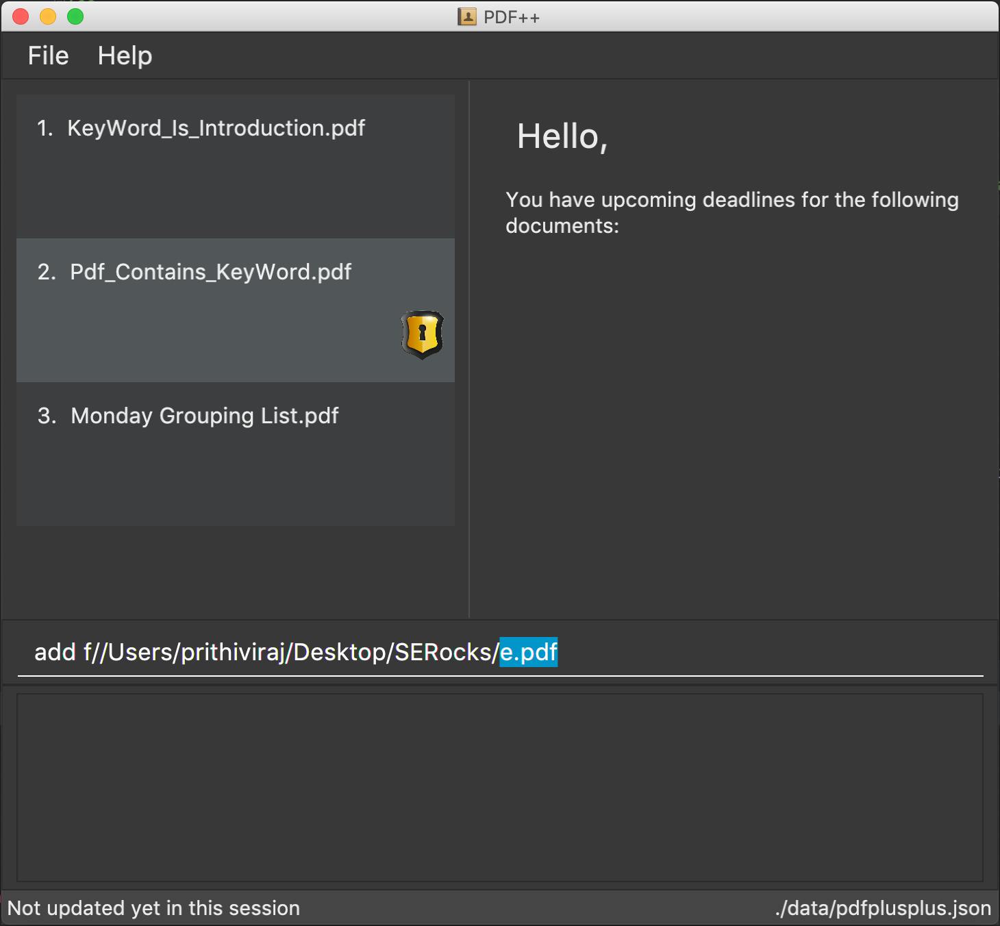 PDF++
File Help
1. KeyWord_Is_Introduction.pdf
2. Pdf_Contains_KeyWord.pdf
3. Monday Grouping List.pdf
Hello,
You have upcoming deadlines for the following
documents:
add f//Users/prithiviraj/Desktop/SERocks/e.pdf
Not updated yet in this session
./data/pdfplusplus.json